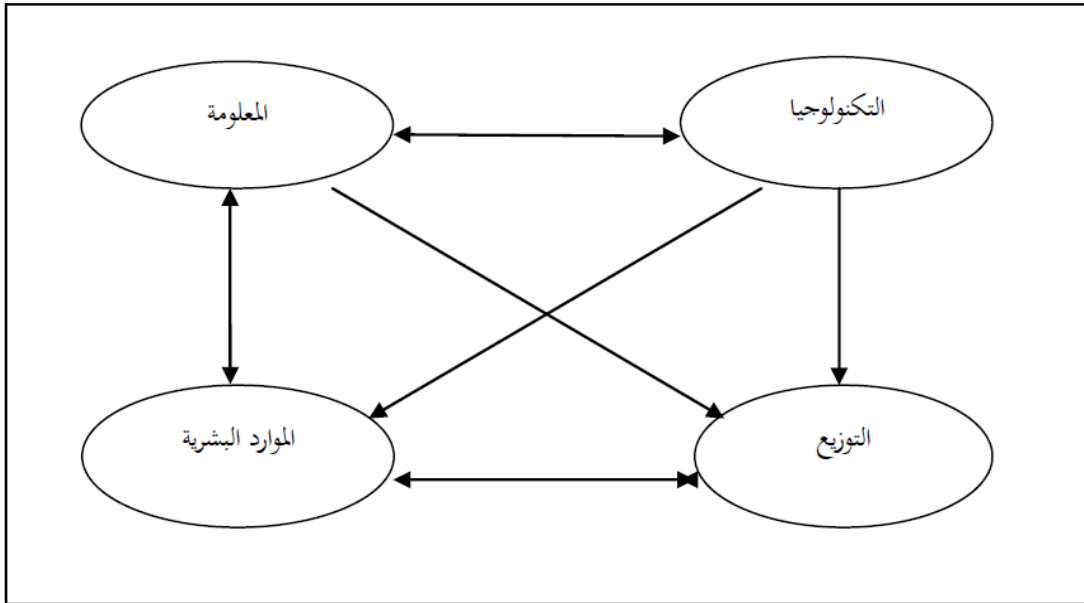 التكنولوجيا
المعلومة
التوزيع
الموارد البشرية